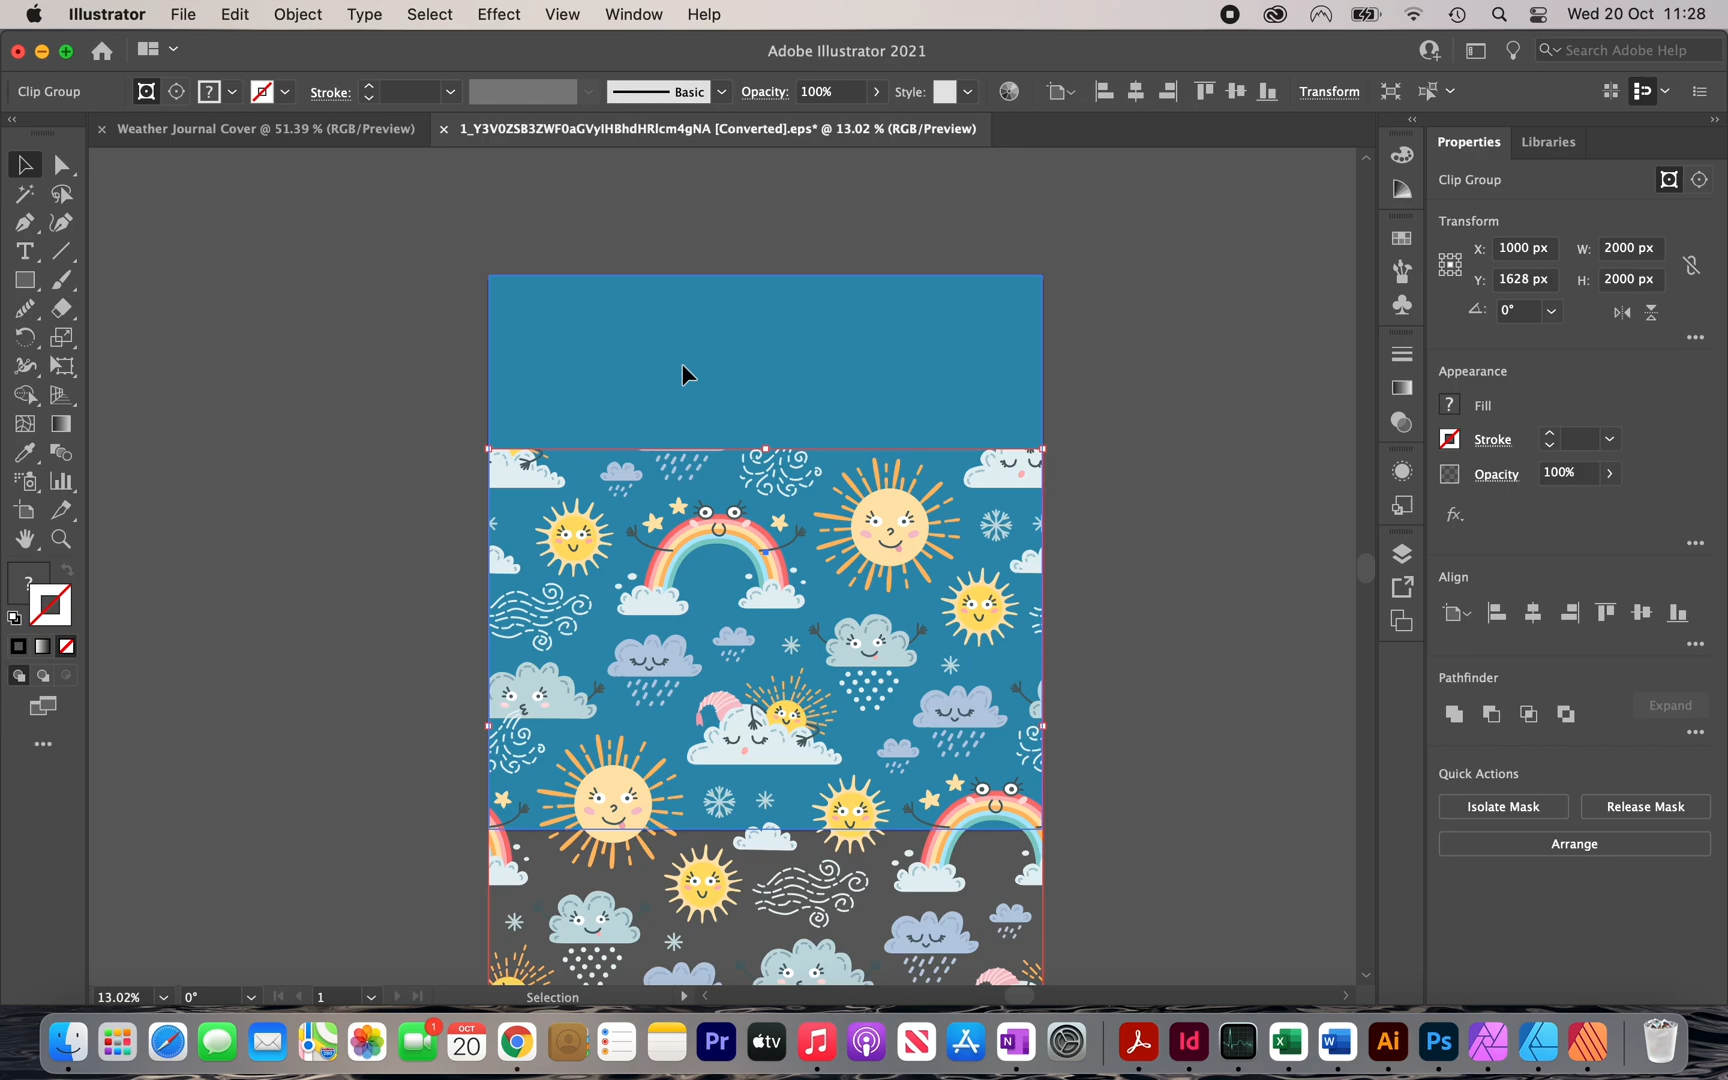 Illustrator File Edit Object Type Select Effect View Window Help Wed 20 Oct 11:28
Adobe Illustrator 2021 Search Adobe Help
Clip Group ? Stroke: Basic Opacity: 100% Style: Transform
Weather Journal Cover @ 51.39 % (RGB/Preview) 1_Y3V0ZSB3ZWF0aGVyIHBhdHRlcm4gNA [Converted].eps* @ 13.02 % (RGB/Preview)
Properties Libraries
Clip Group
Transform
X: 1000 px W: 2000 px
Y: 1628 px H: 2000 px
0°
Appearance
? Fill
Stroke
Opacity 100%
fx.
Align
Pathfinder
Expand
Quick Actions
Isolate Mask Release Mask
Arrange
T
?
13.02% 0° 1 Selection
1 OCT 20 Pr tv N Id X W Ai Ps